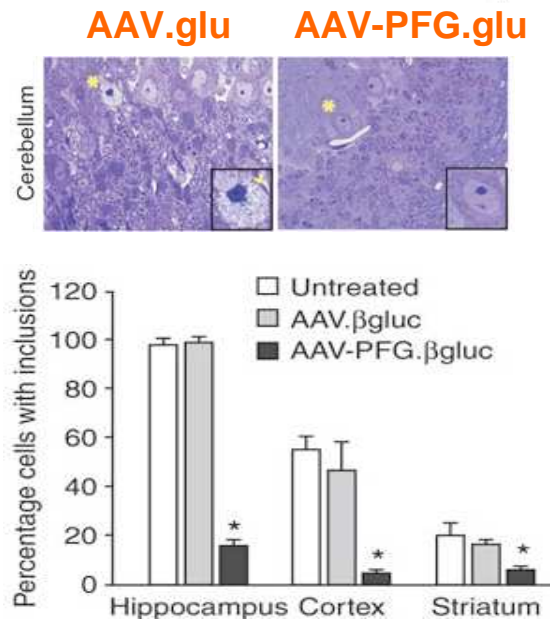 AAV.glu AAV-PFG.glu
Cerebellum
Percentage cells with inclusions
120
100
80
60
40
20
0
Untreated
AAV.βgluc
AAV-PFG.βgluc
*
*
*
Hippocampus Cortex Striatum